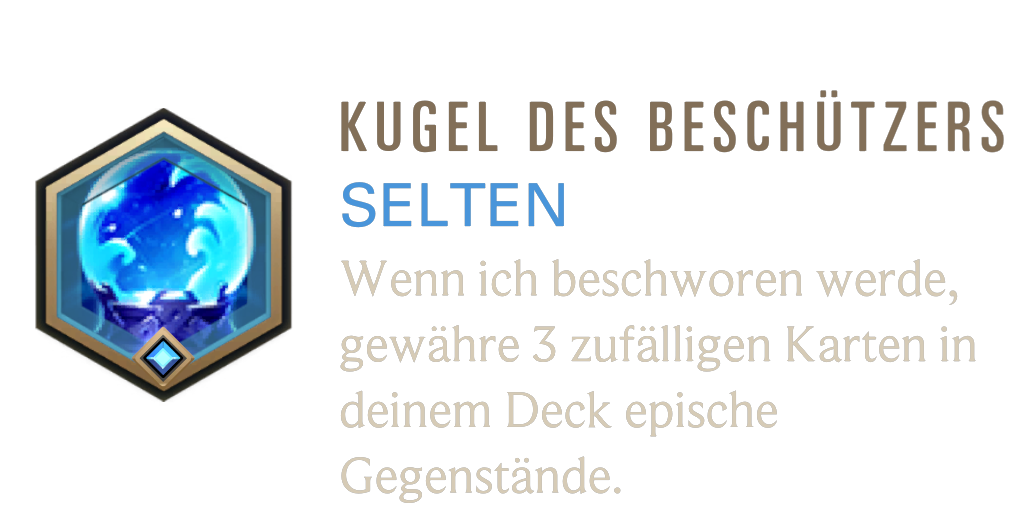 KUGEL DES BESCHÜTZERS
SELTEN
Wenn ich beschworen werde,
gewähre 3 zufälligen Karten in
deinem Deck epische
Gegenstände.